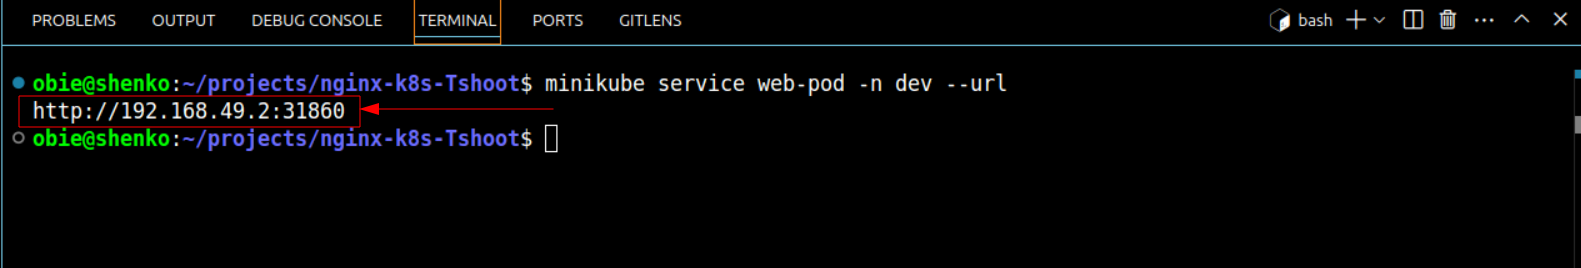 PROBLEMS OUTPUT DEBUG CONSOLE TERMINAL PORTS GITLENS bash
obie@shenko:~/projects/nginx-k8s-Tshoot$ minikube service web-pod -n dev --url
http://192.168.49.2:31860
obie@shenko:~/projects/nginx-k8s-Tshoot$